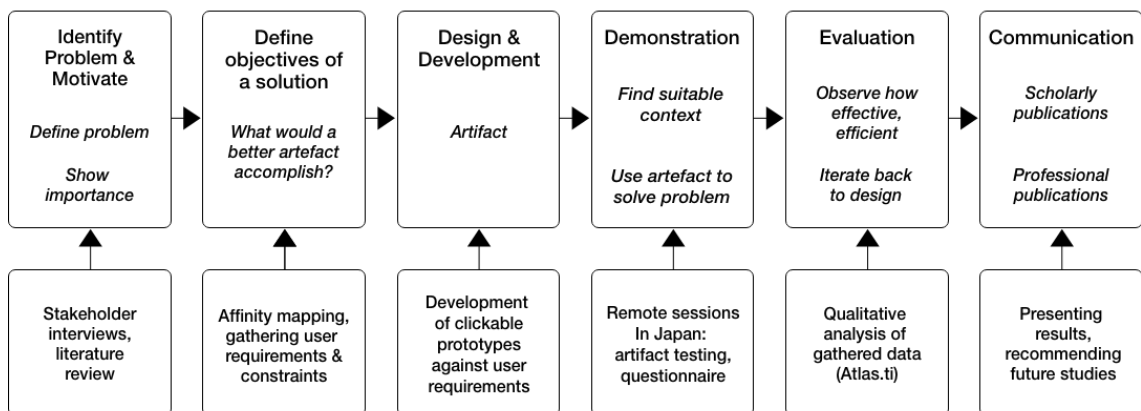 Identify
Problem &
Motivate
Define problem
Show
importance
Define
objectives of
a solution
What would a
better artefact
accomplish?
Design &
Development
Artifact
Demonstration
Find suitable
context
Use artefact to
solve problem
Evaluation
Observe how
effective,
efficient
Iterate back
to design
Communication
Scholarly
publications
Professional
publications
Stakeholder
interviews,
literature
review
Affinity mapping,
gathering user
requirements &
constraints
Development
of clickable
prototypes
against user
requirements
Remote sessions
In Japan:
artifact testing,
questionnaire
Qualitative
analysis of
gathered data
(Atlas.ti)
Presenting
results,
recommending
future studies